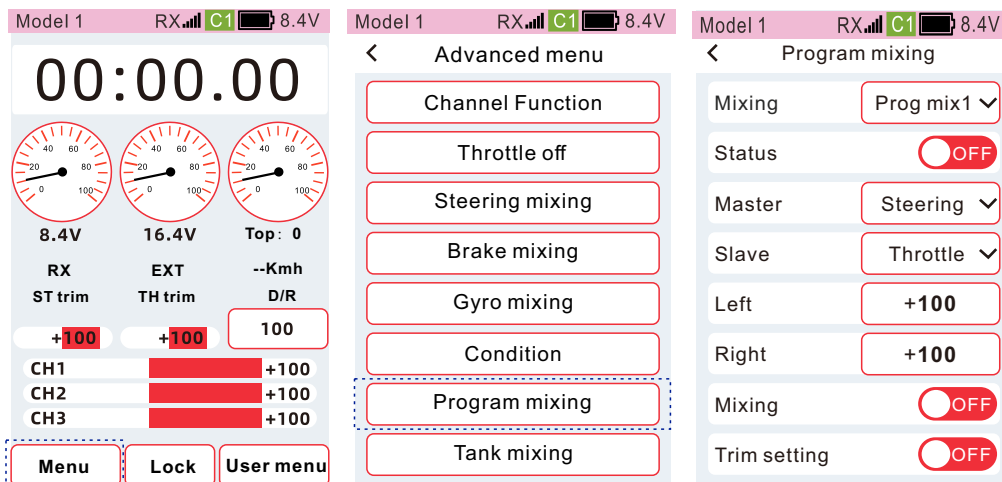 Model 1 RX C1 8.4V
00:00.00
40 60 40 60 40 60
20 80 20 80 20 80
0 100 0 100 0 100
8.4V 16.4V Top: 0
RX EXT --Kmh
ST trim TH trim D/R
+100 +100 100
CH1 +100
CH2 +100
CH3 +100
Menu Lock User menu
Model 1 RX C1 8.4V
< Advanced menu
Channel Function
Throttle off
Steering mixing
Brake mixing
Gyro mixing
Condition
Program mixing
Tank mixing
Model 1 RX C1 8.4V
< Program mixing
Mixing Prog mix1
Status OFF
Master Steering
Slave Throttle
Left +100
Right +100
Mixing OFF
Trim setting OFF